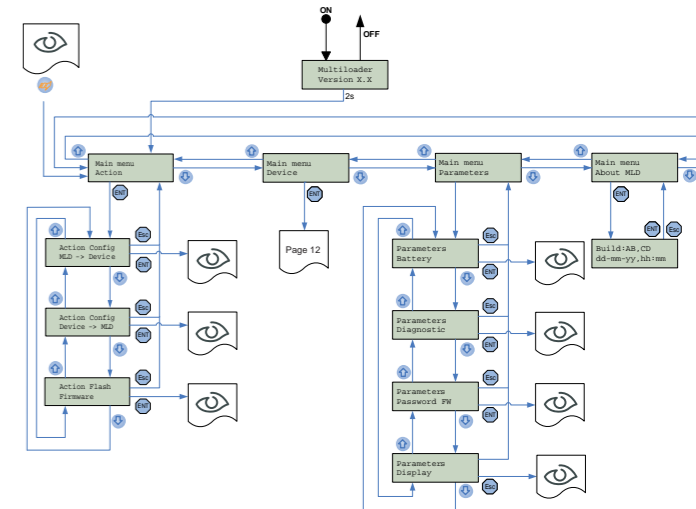 ON
OFF
Multiloader
Version X.X
2s
Main menu
Action
Main menu
Device
Main menu
Parameters
Main menu
About MLD
ENT
ENT
ENT
ENT
Esc
Page 12
Build:AB,CD
dd-mm-yy,hh:mm
Action Config
MLD -> Device
Esc
ENT
Action Config
Device -> MLD
Esc
ENT
Action Flash
Firmware
Esc
ENT
Parameters
Battery
Esc
ENT
Parameters
Diagnostic
Esc
ENT
Parameters
Password FW
Esc
ENT
Parameters
Display
Esc